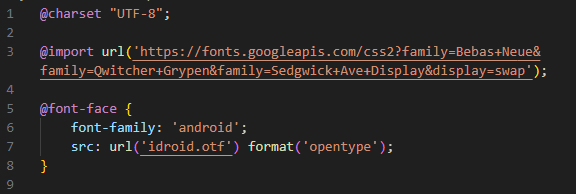 1 @charset "UTF-8";
2
3 @import url('https://fonts.googleapis.com/css2?family=Bebas+Neue&
family=Qwitcher+Grypen&family=Sedgwick+Ave+Display&display=swap');
4
5 @font-face {
6 font-family: 'android';
7 src: url('idroid.otf') format('opentype');
8 }
9